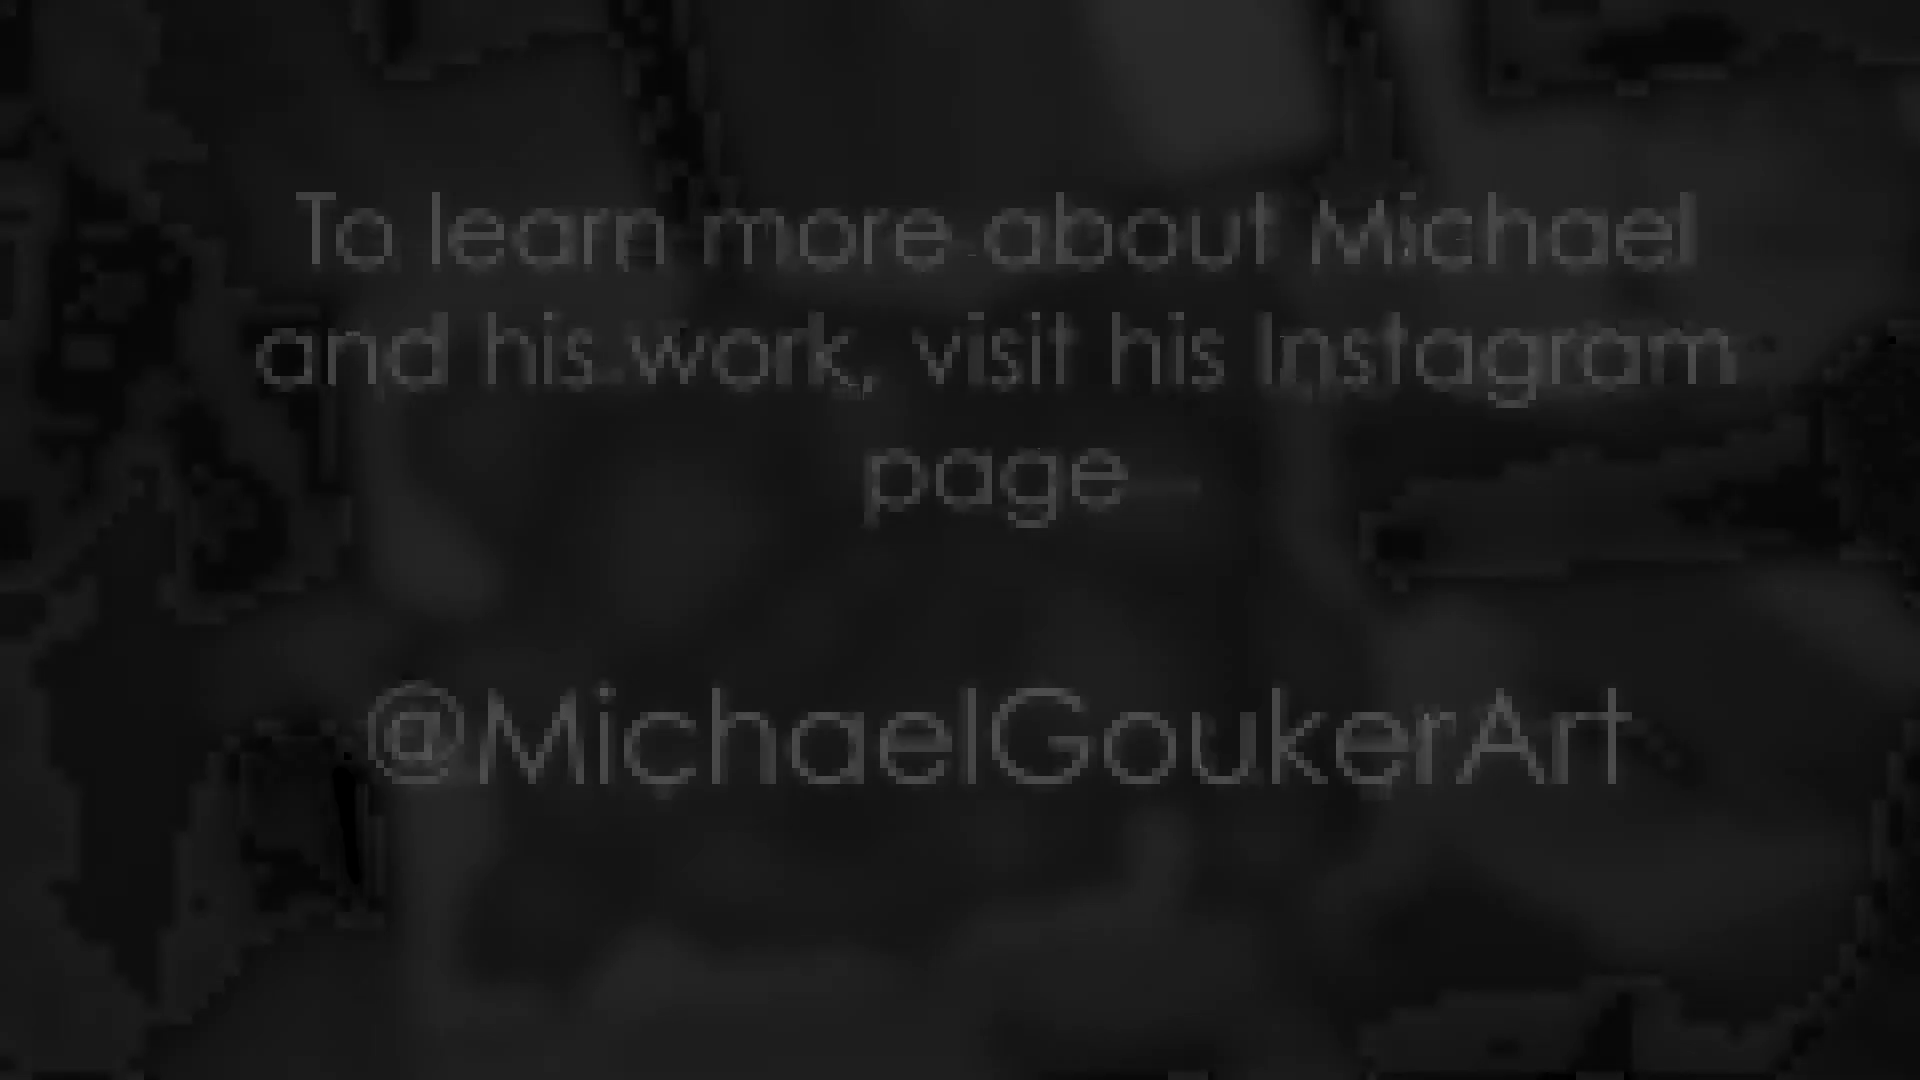 To learn more about Michael
and his work, visit his Instagram
page
@MichaelGoukerArt